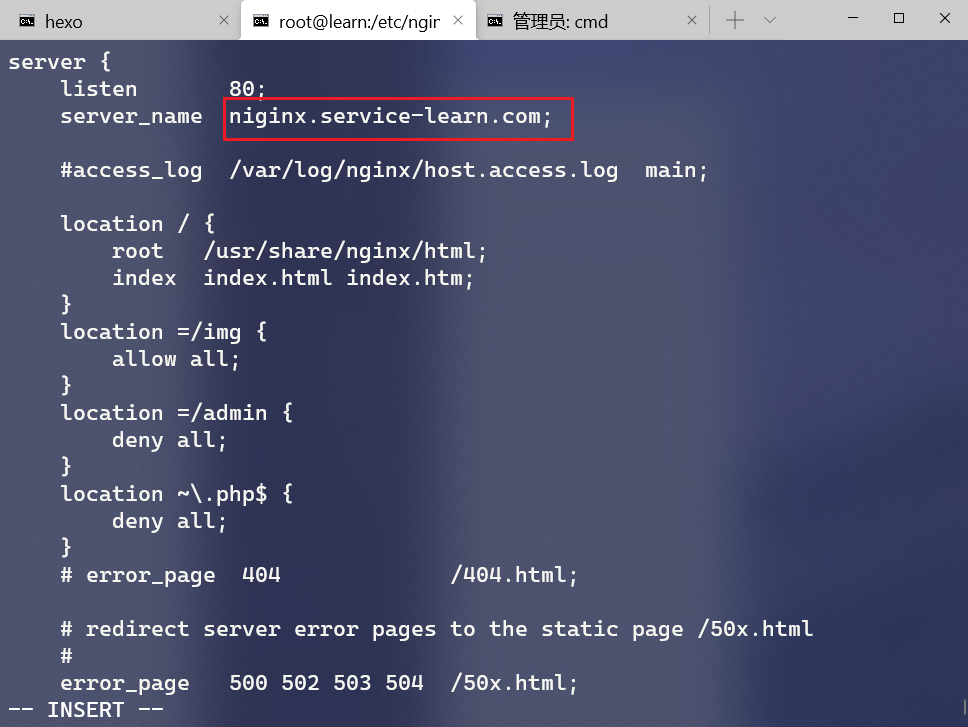 hexo
root@learn:/etc/ngir
管理员: cmd
server {
    listen       80;
    server_name  niginx.service-learn.com;
    #access_log  /var/log/nginx/host.access.log  main;
    location / {
        root   /usr/share/nginx/html;
        index  index.html index.htm;
    }
    location =/img {
        allow all;
    }
    location =/admin {
        deny all;
    }
    location ~\.php$ {
        deny all;
    }
    # error_page  404             /404.html;
    # redirect server error pages to the static page /50x.html
    #
    error_page   500 502 503 504  /50x.html;
-- INSERT --